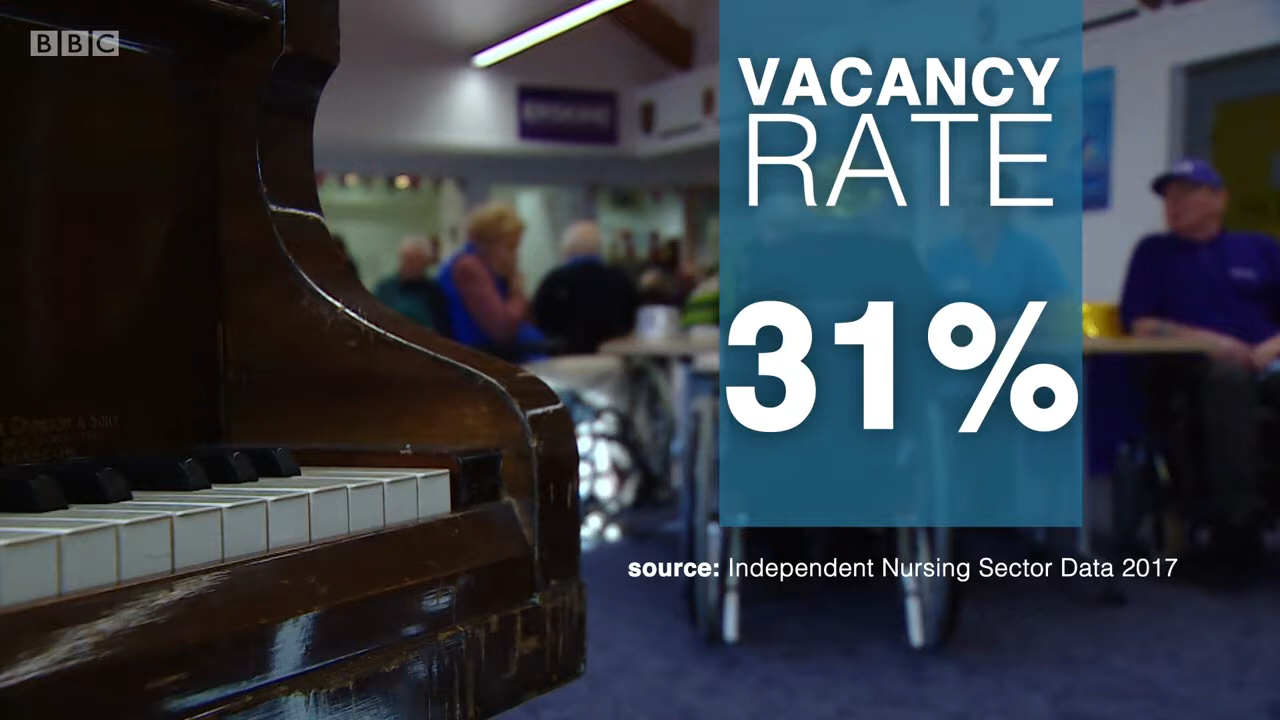 BBC
VACANCY
RATE
31%
source: Independent Nursing Sector Data 2017